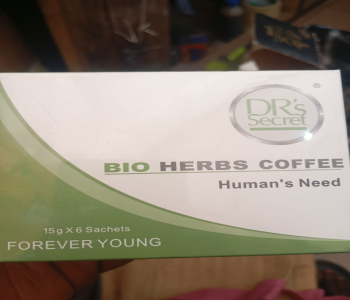 DR's
Secret
®
BIO HERBS COFFEE
Human's Need
15g X 6 Sachets
FOREVER YOUNG